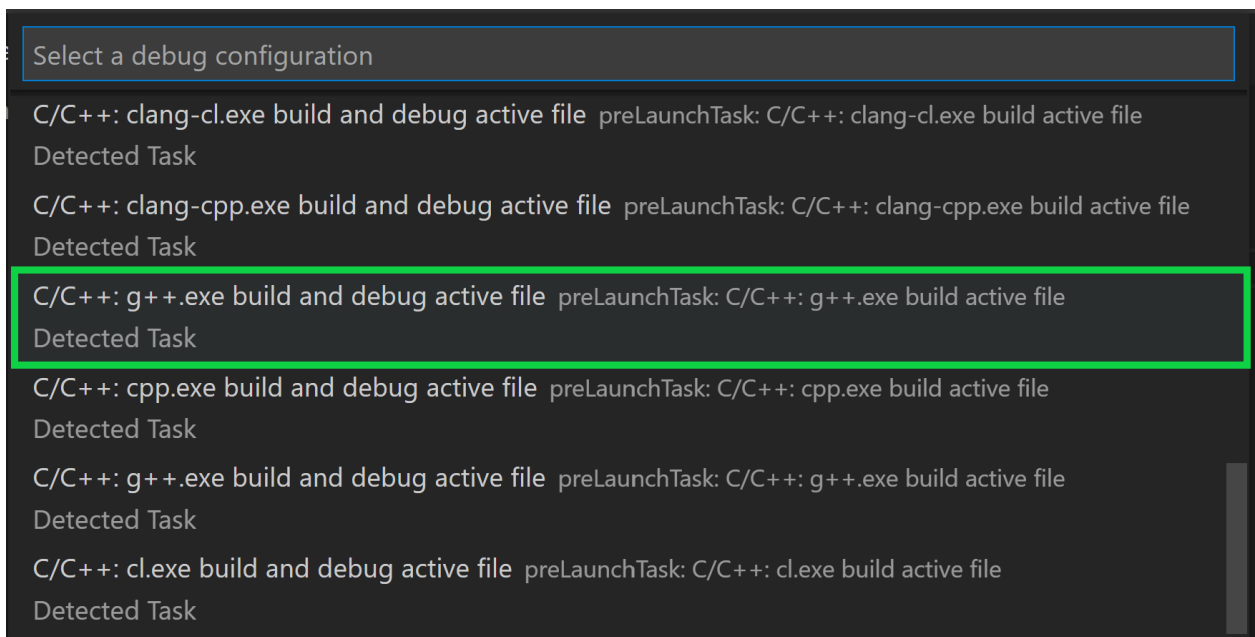 Select a debug configuration
C/C++: clang-cl.exe build and debug active file preLaunchTask: C/C++: clang-cl.exe build active file
Detected Task
C/C++: clang-cpp.exe build and debug active file preLaunchTask: C/C++: clang-cpp.exe build active file
Detected Task
C/C++: g++.exe build and debug active file preLaunchTask: C/C++: g++.exe build active file
Detected Task
C/C++: cpp.exe build and debug active file preLaunchTask: C/C++: cpp.exe build active file
Detected Task
C/C++: g++.exe build and debug active file preLaunchTask: C/C++: g++.exe build active file
Detected Task
C/C++: cl.exe build and debug active file preLaunchTask: C/C++: cl.exe build active file
Detected Task